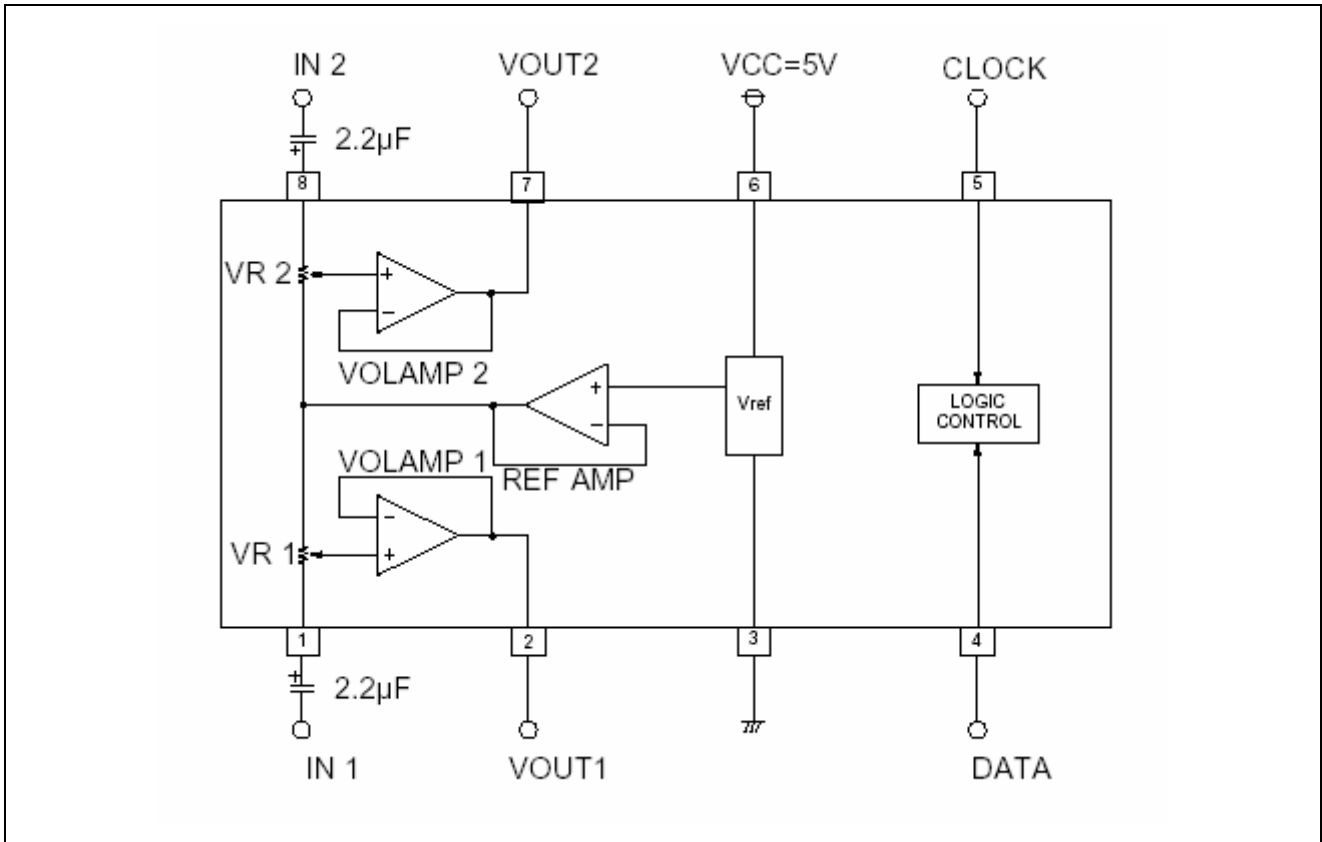 IN 2 VOUT2 VCC=5V CLOCK
+ 2.2µF
8 7 6 5
VR 2 +
−
VOLAMP 2
+ Vref
− LOGIC
CONTROL
VOLAMP 1
REF AMP
−
VR 1 +
1 2 3 4
+ 2.2µF
IN 1 VOUT1 DATA